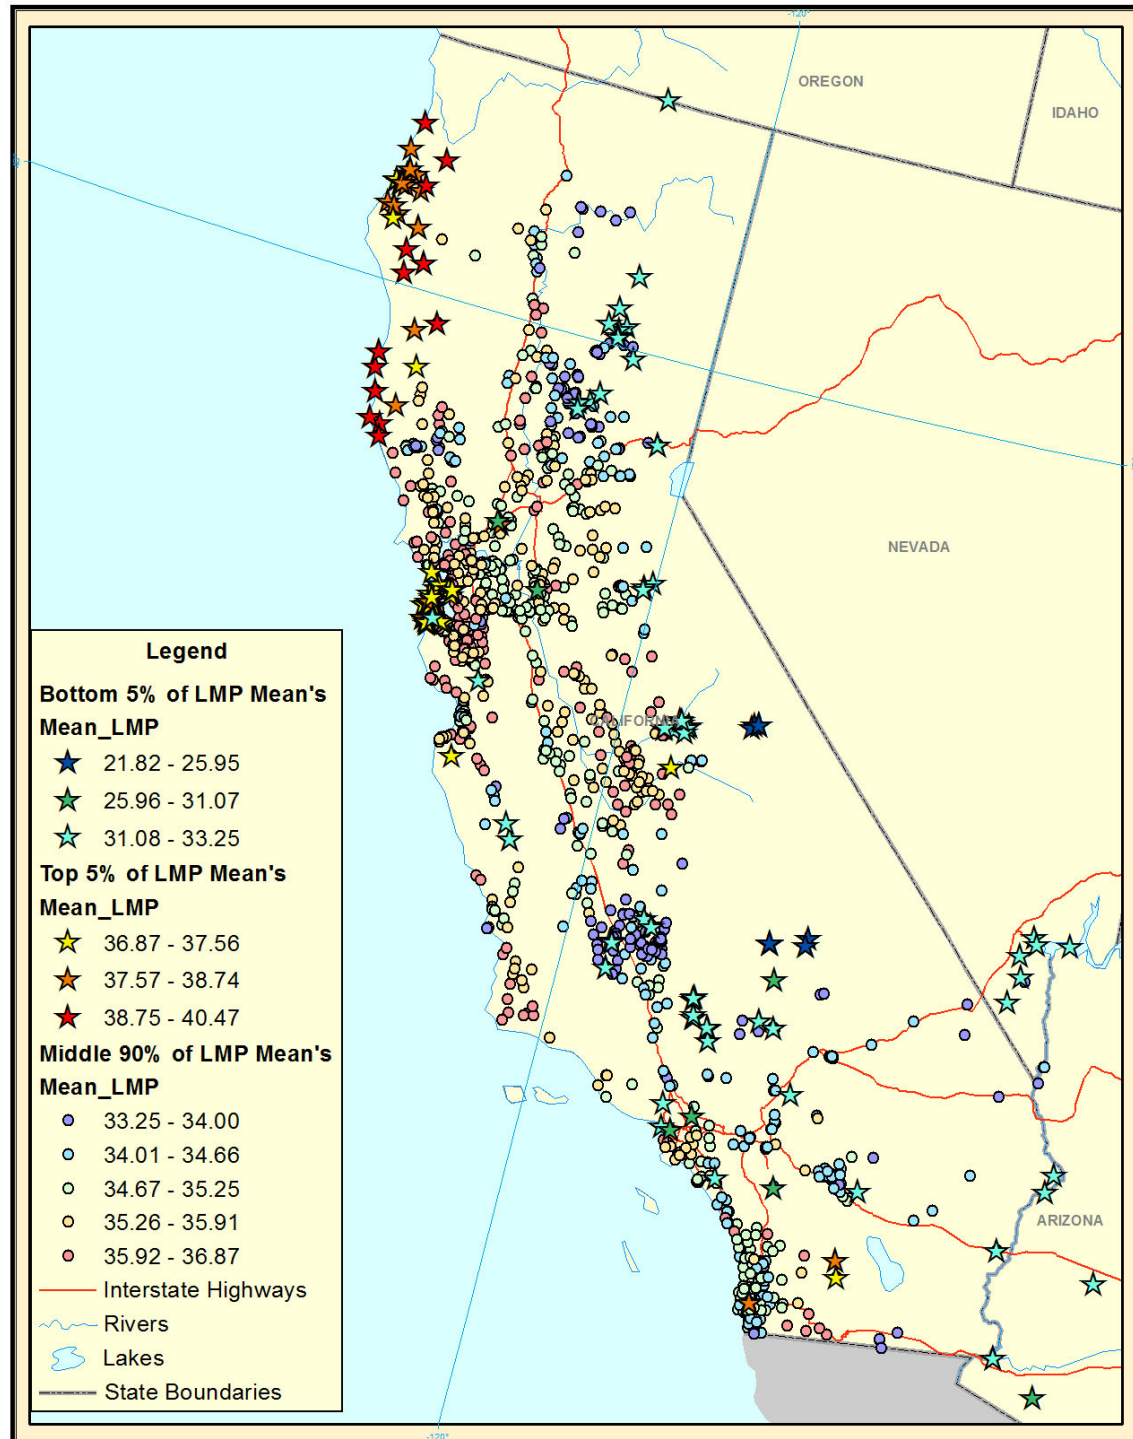 -120°
OREGON
IDAHO
NEVADA
CALIFORNIA
ARIZONA
Legend
Bottom 5% of LMP Mean's
Mean_LMP
21.82 - 25.95
25.96 - 31.07
31.08 - 33.25
Top 5% of LMP Mean's
Mean_LMP
36.87 - 37.56
37.57 - 38.74
38.75 - 40.47
Middle 90% of LMP Mean's
Mean_LMP
33.25 - 34.00
34.01 - 34.66
34.67 - 35.25
35.26 - 35.91
35.92 - 36.87
Interstate Highways
Rivers
Lakes
State Boundaries
-120°